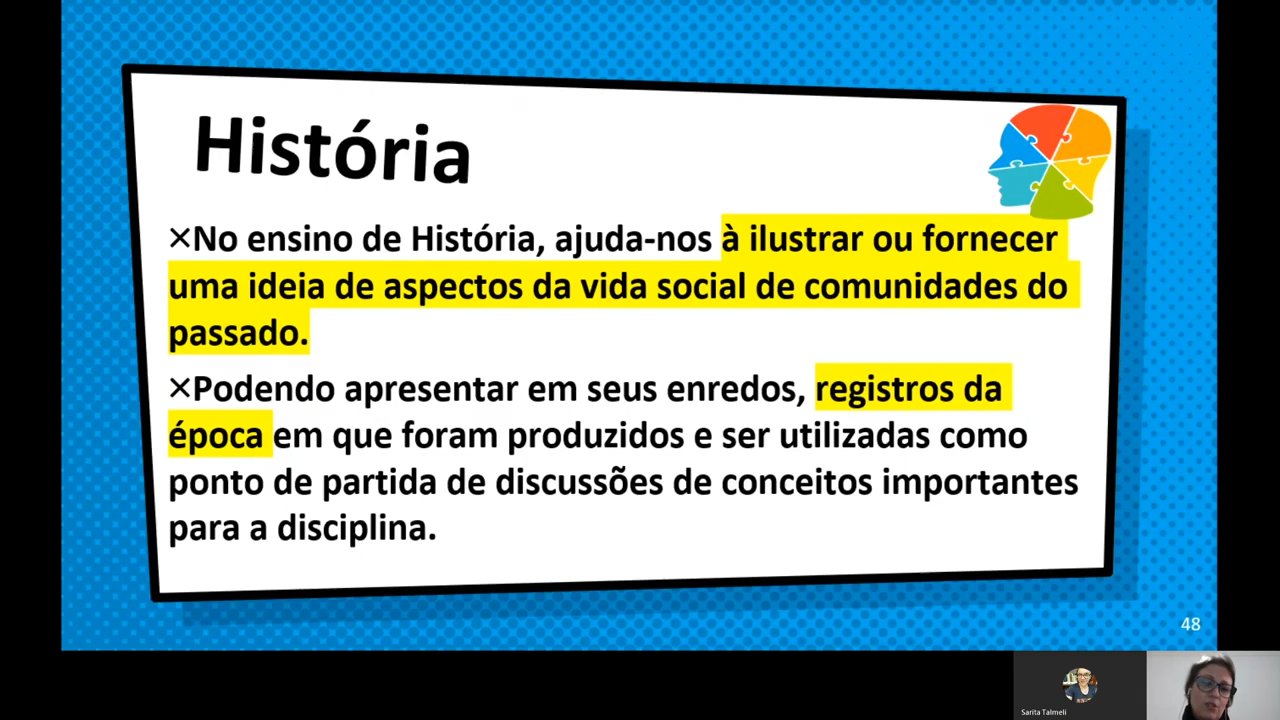 História
×No ensino de História, ajuda-nos à ilustrar ou fornecer
uma ideia de aspectos da vida social de comunidades do
passado.
×Podendo apresentar em seus enredos, registros da
época em que foram produzidos e ser utilizadas como
ponto de partida de discussões de conceitos importantes
para a disciplina.
48
Sarita Talmeli